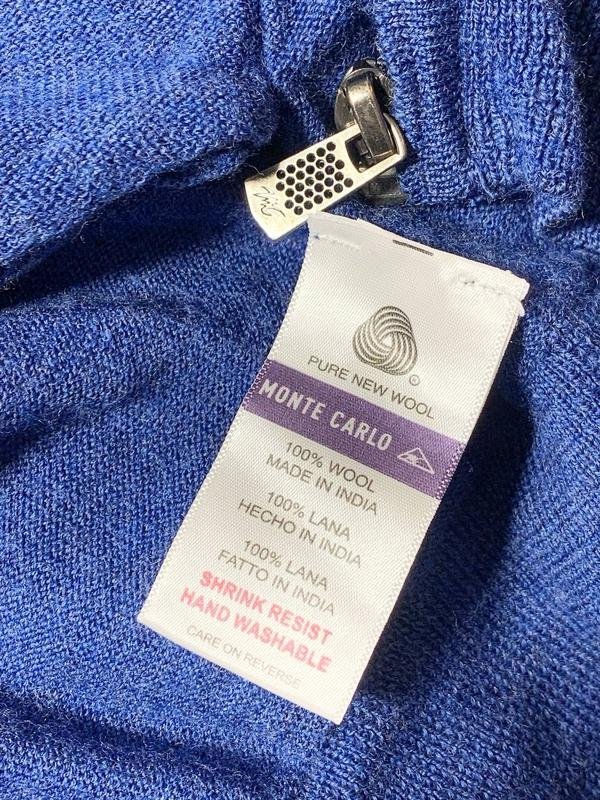 PURE NEW WOOL
®
MONTE CARLO
100% WOOL
MADE IN INDIA
100% LANA
HECHO IN INDIA
100% LANA
FATTO IN INDIA
SHRINK RESIST
HAND WASHABLE
CARE ON REVERSE